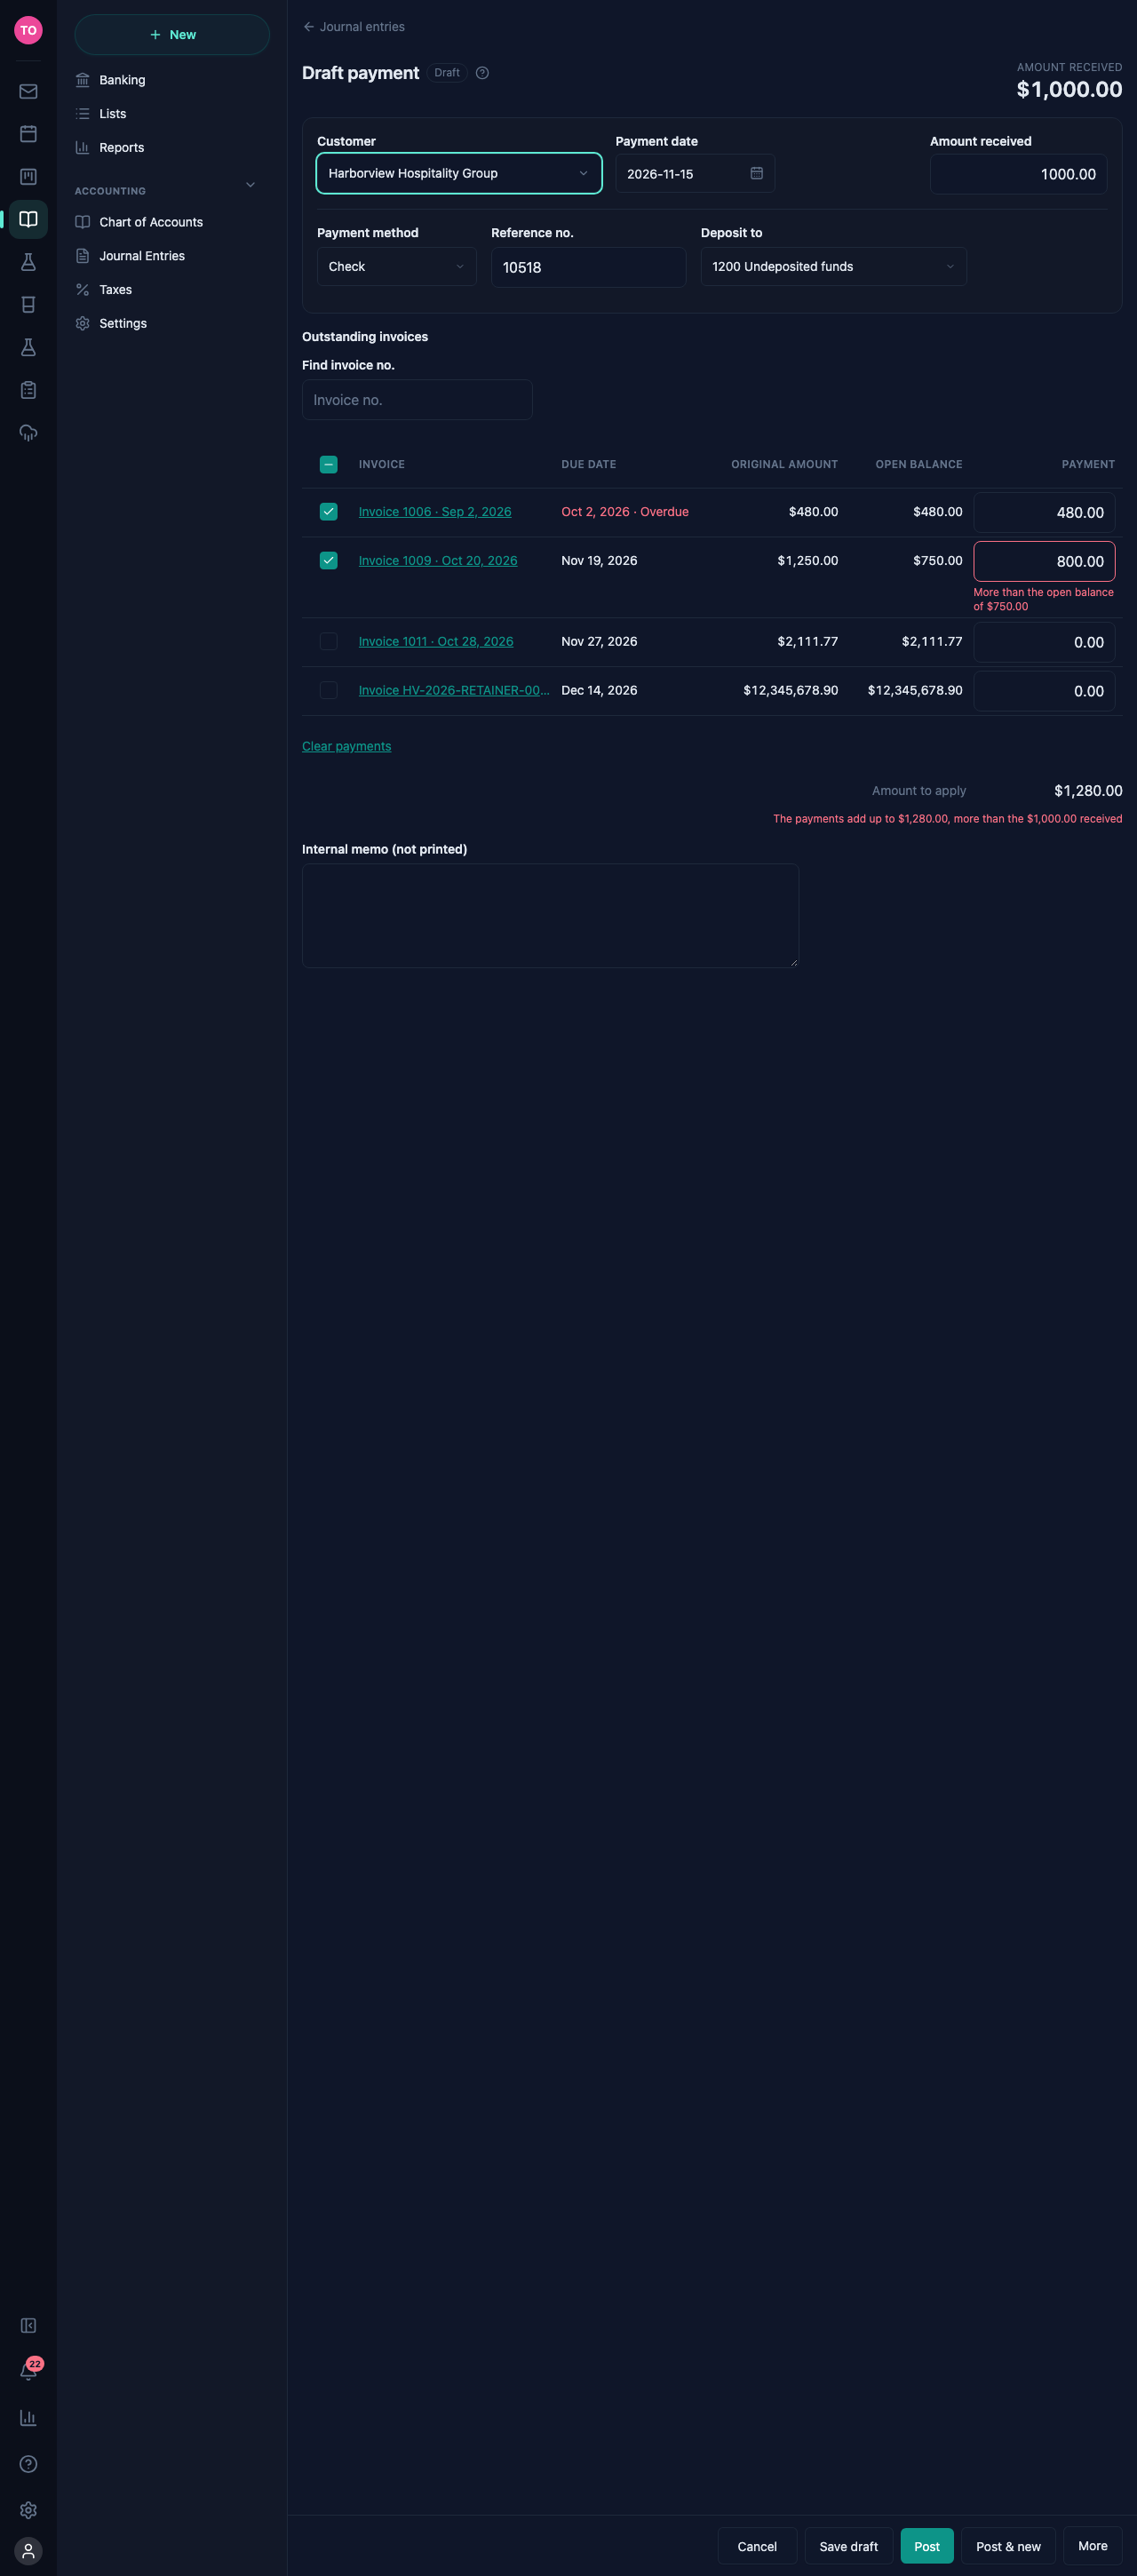 TO
New
Banking
Lists
Reports
ACCOUNTING
Chart of Accounts
Journal Entries
Taxes
Settings
22
Journal entries
Draft payment
Draft
AMOUNT RECEIVED
$1,000.00
Customer
Payment date
Amount received
Harborview Hospitality Group
2026-11-15
1000.00
Payment method
Reference no.
Deposit to
Check
10518
1200 Undeposited funds
Outstanding invoices
Find invoice no.
Invoice no.
INVOICE DUE DATE ORIGINAL AMOUNT OPEN BALANCE PAYMENT
Invoice 1006 · Sep 2, 2026 Oct 2, 2026 · Overdue $480.00 $480.00 480.00
Invoice 1009 · Oct 20, 2026 Nov 19, 2026 $1,250.00 $750.00 800.00
More than the open balance
of $750.00
Invoice 1011 · Oct 28, 2026 Nov 27, 2026 $2,111.77 $2,111.77 0.00
Invoice HV-2026-RETAINER-00... Dec 14, 2026 $12,345,678.90 $12,345,678.90 0.00
Clear payments
Amount to apply $1,280.00
The payments add up to $1,280.00, more than the $1,000.00 received
Internal memo (not printed)
Cancel
Save draft
Post
Post & new
More